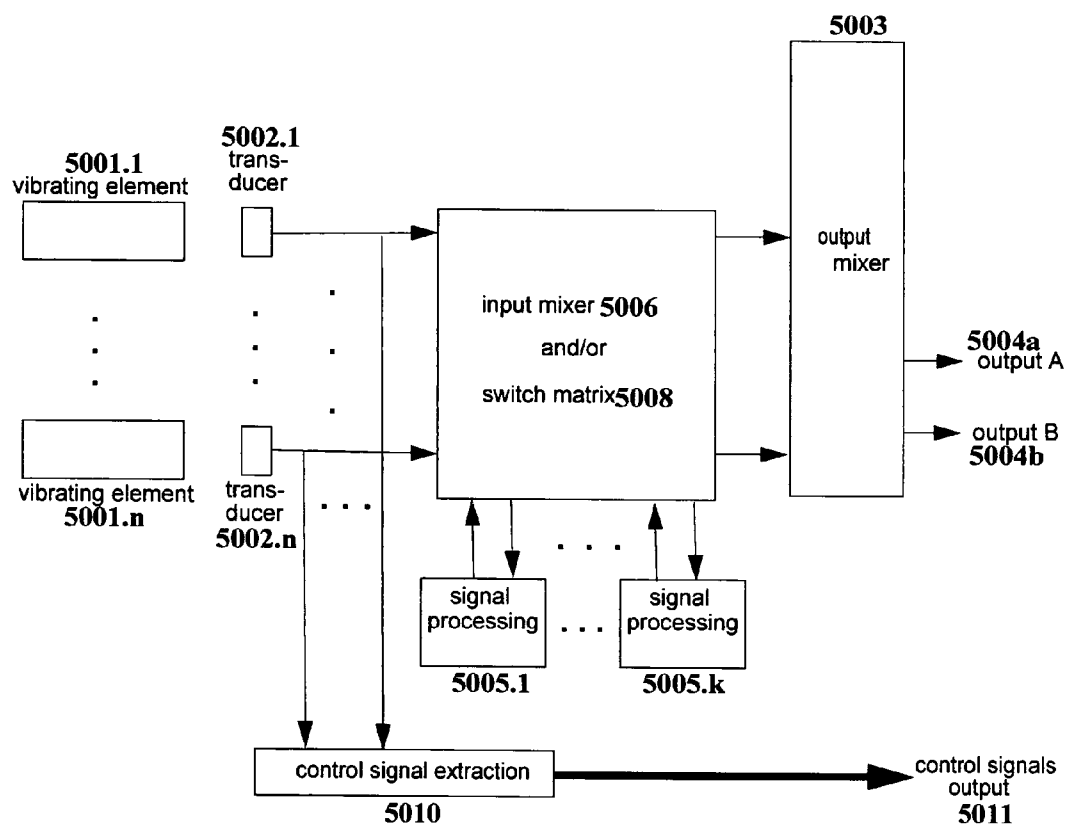 5003
5002.1
trans-
ducer
5001.1
vibrating element
output
mixer
input mixer 5006
and/or
switch matrix5008
5004a
output A
output B
5004b
vibrating element
5001.n
trans-
ducer
5002.n
signal
processing
5005.1
signal
processing
5005.k
control signal extraction
5010
control signals
output
5011